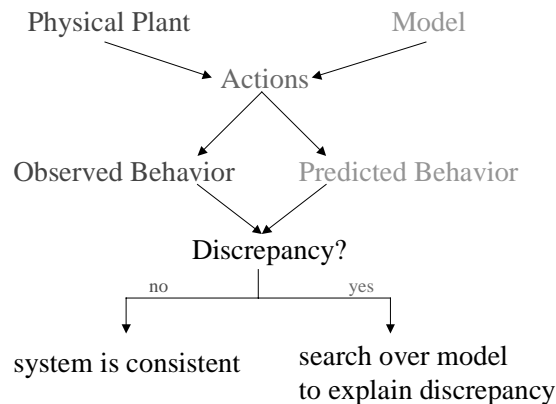 Physical Plant
Model
Actions
Observed Behavior
Predicted Behavior
Discrepancy?
no
yes
system is consistent
search over model
to explain discrepancy